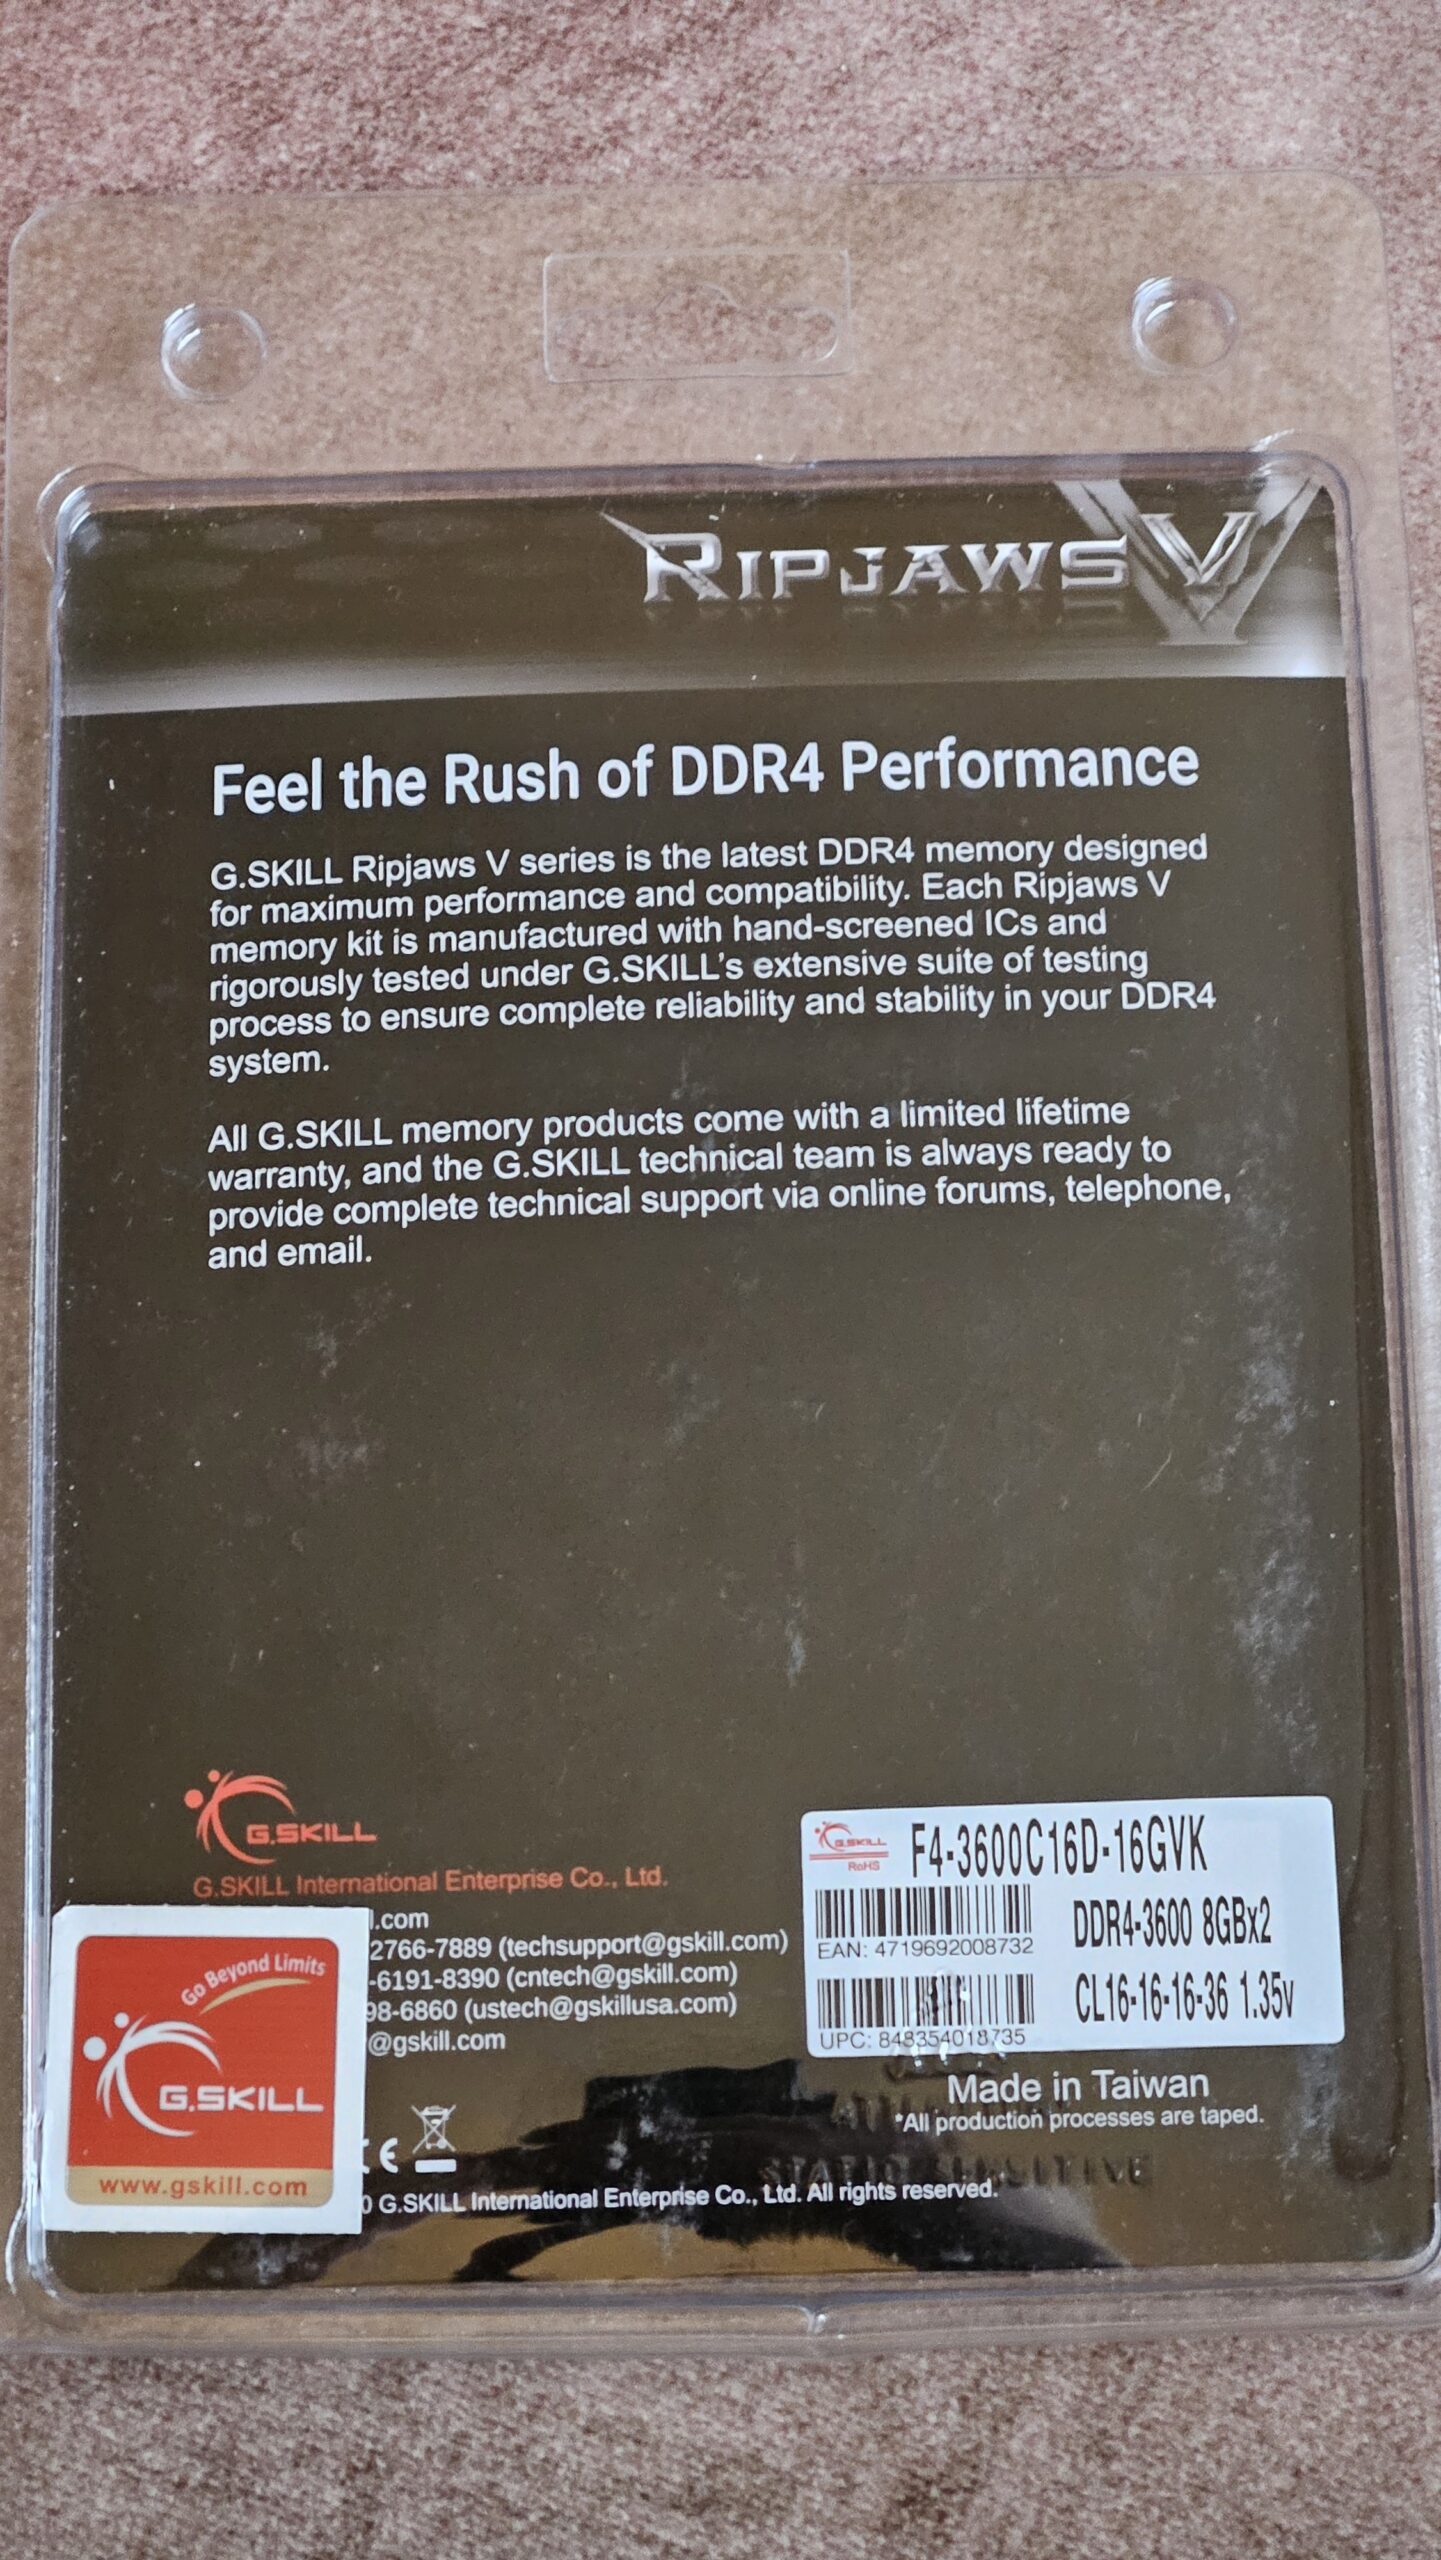 RIPJAWS V
Feel the Rush of DDR4 Performance
G.SKILL Ripjaws V series is the latest DDR4 memory designed
for maximum performance and compatibility. Each Ripjaws V
memory kit is manufactured with hand-screened ICs and
rigorously tested under G.SKILL's extensive suite of testing
process to ensure complete reliability and stability in your DDR4
system.
All G.SKILL memory products come with a limited lifetime
warranty, and the G.SKILL technical team is always ready to
provide complete technical support via online forums, telephone,
and email.
G.SKILL
G.SKILL International Enterprise Co., Ltd.
l.com
2766-7889 (techsupport@gskill.com)
-6191-8390 (cntech@gskill.com)
98-6860 (ustech@gskillusa.com)
@gskill.com
CE
0 G.SKILL International Enterprise Co., Ltd. All rights reserved.
Go Beyond Limits
G.SKILL
www.gskill.com
G.SKILL
RoHS
F4-3600C16D-16GVK
EAN: 4719692008732
DDR4-3600 8GBx2
UPC: 848354018735
CL16-16-16-36 1.35v
Made in Taiwan
*All production processes are taped.
STATIC SENSITIVE